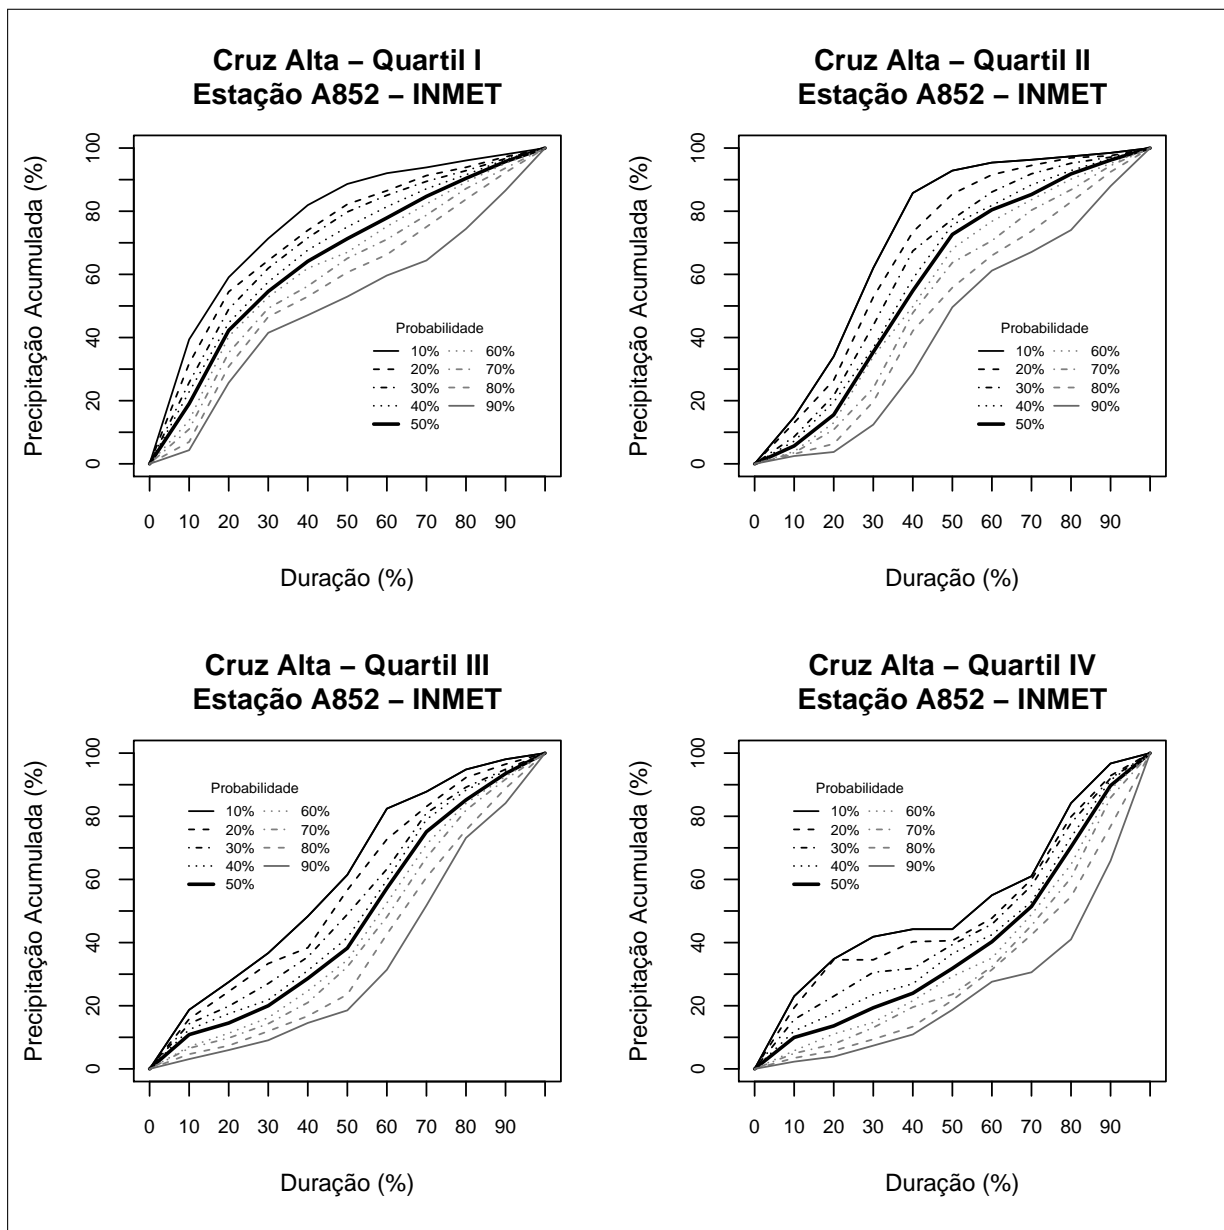 Cruz Alta – Quartil I
Estação A852 – INMET
Precipitação Acumulada (%)
100
80
60
40
20
0
Probabilidade
10%
20%
30%
40%
50%
60%
70%
80%
90%
0 10 20 30 40 50 60 70 80 90
Duração (%)
Cruz Alta – Quartil II
Estação A852 – INMET
Precipitação Acumulada (%)
100
80
60
40
20
0
Probabilidade
10%
20%
30%
40%
50%
60%
70%
80%
90%
0 10 20 30 40 50 60 70 80 90
Duração (%)
Cruz Alta – Quartil III
Estação A852 – INMET
Precipitação Acumulada (%)
100
80
60
40
20
0
Probabilidade
10%
20%
30%
40%
50%
60%
70%
80%
90%
0 10 20 30 40 50 60 70 80 90
Duração (%)
Cruz Alta – Quartil IV
Estação A852 – INMET
Precipitação Acumulada (%)
100
80
60
40
20
0
Probabilidade
10%
20%
30%
40%
50%
60%
70%
80%
90%
0 10 20 30 40 50 60 70 80 90
Duração (%)